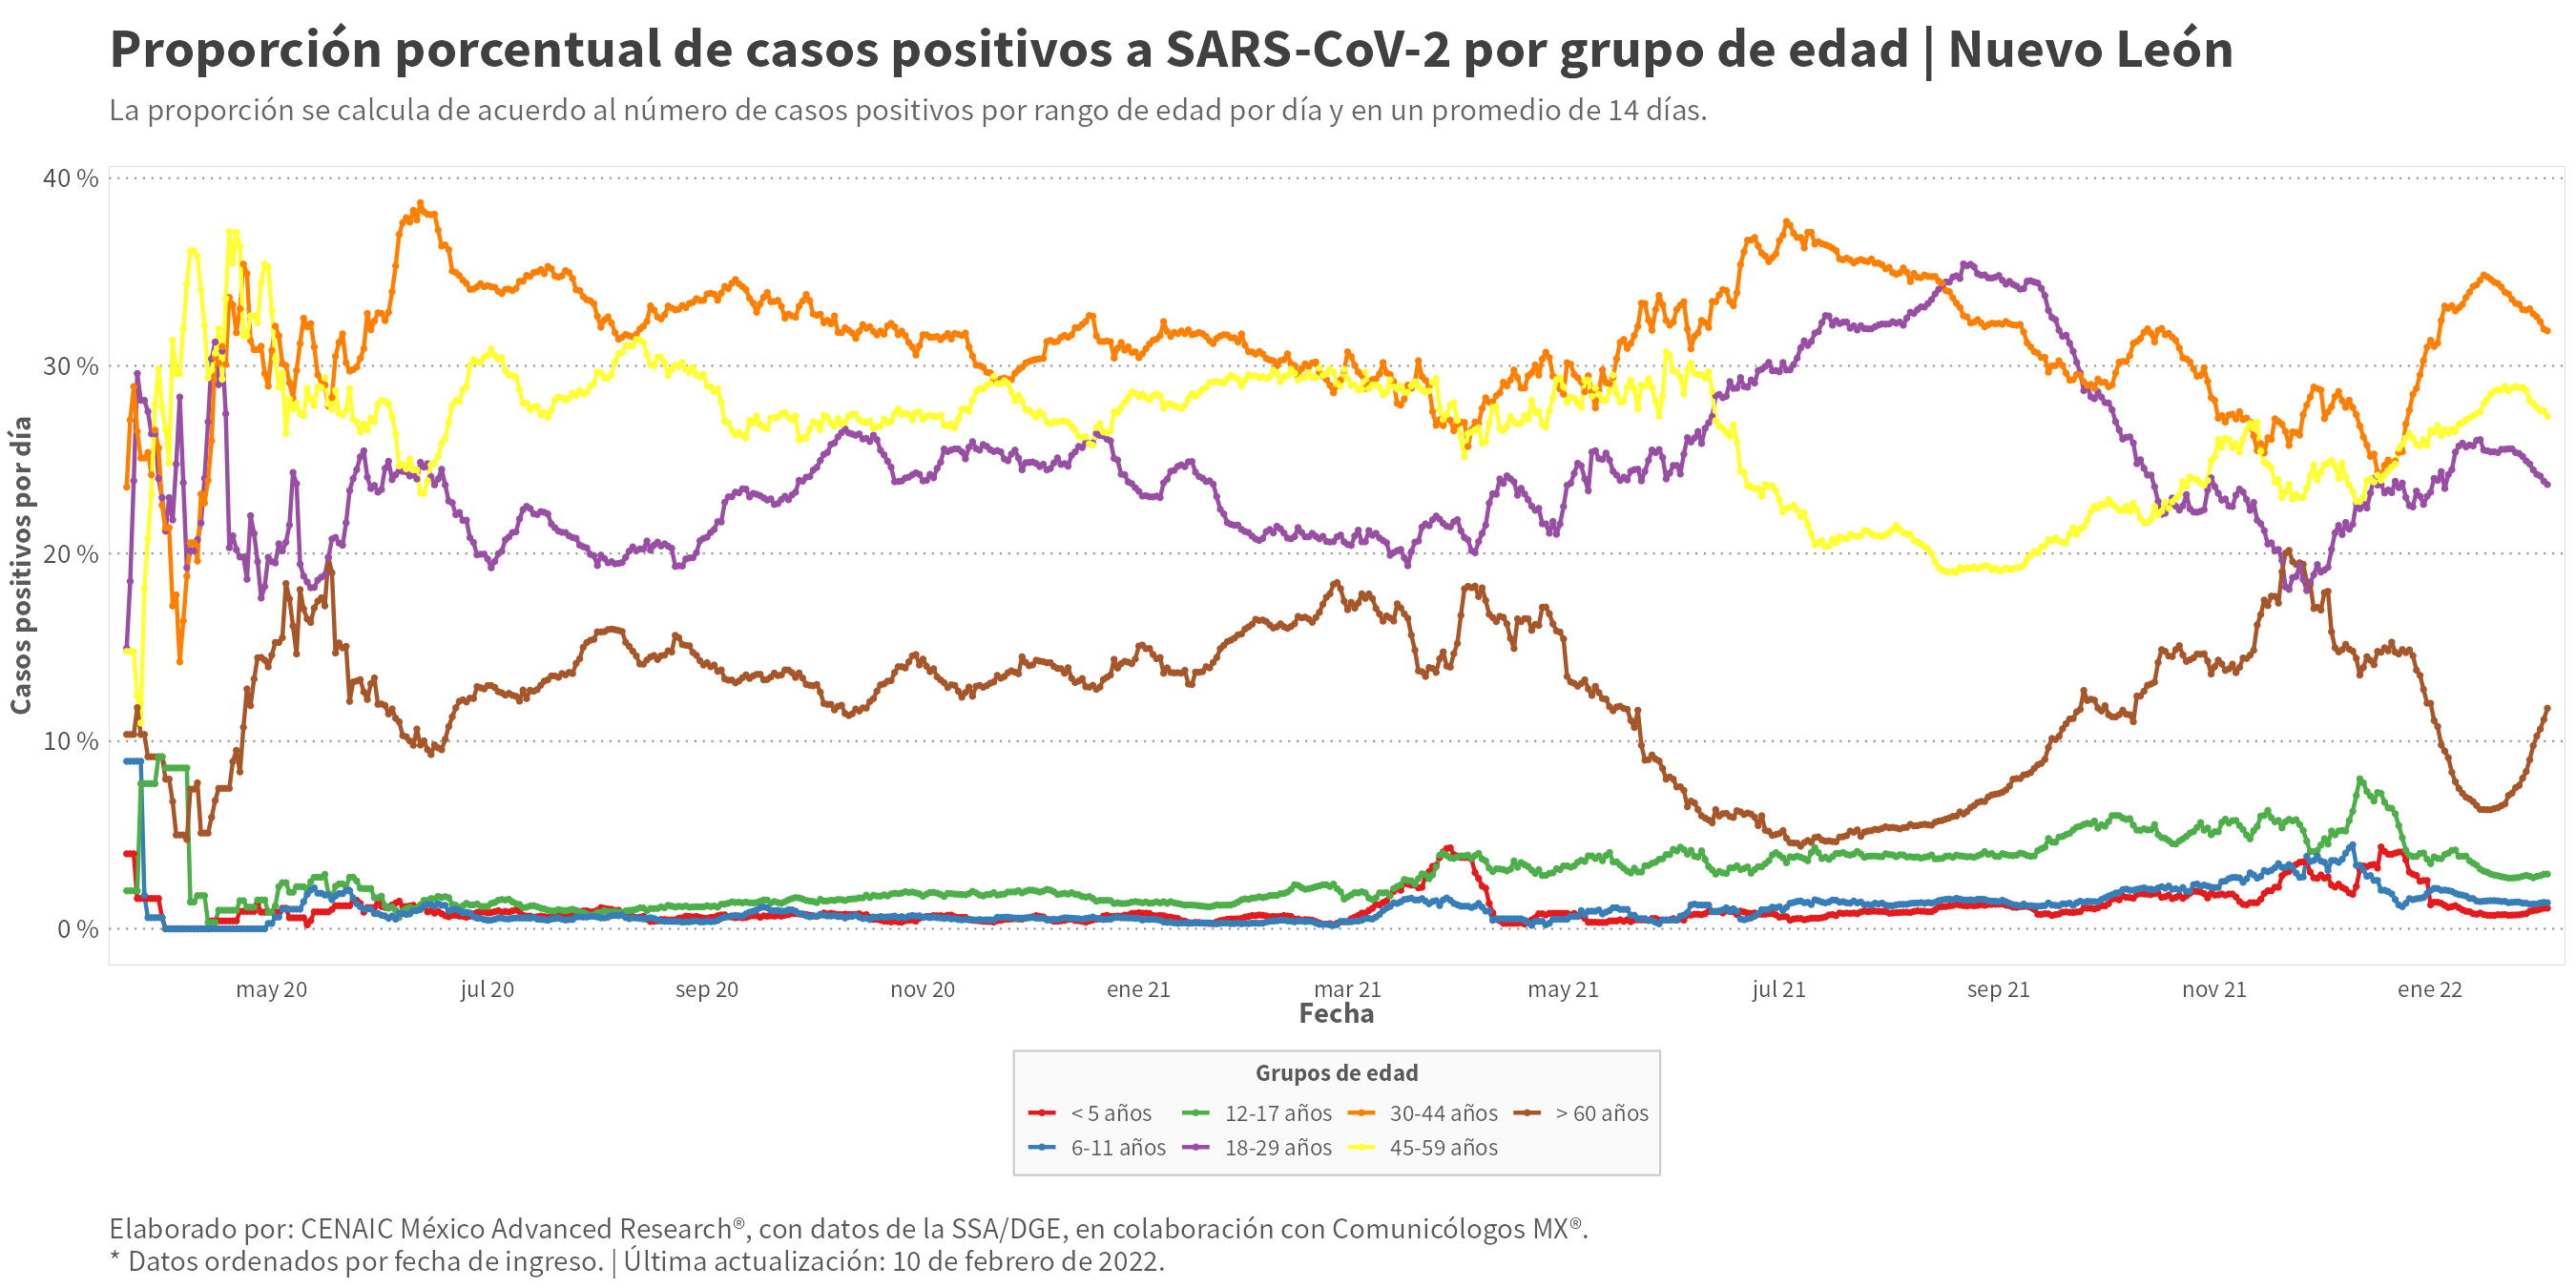 Proporción porcentual de casos positivos a SARS-CoV-2 por grupo de edad | Nuevo León
La proporción se calcula de acuerdo al número de casos positivos por rango de edad por día y en un promedio de 14 días.
40 %
30 %
20 %
10 %
0 %
Casos positivos por día
may 20
jul 20
sep 20
nov 20
ene 21
mar 21
may 21
jul 21
sep 21
nov 21
ene 22
Fecha
Grupos de edad
< 5 años
12-17 años
30-44 años
> 60 años
6-11 años
18-29 años
45-59 años
Elaborado por: CENAIC México Advanced Research®, con datos de la SSA/DGE, en colaboración con Comunicólogos MX®.
* Datos ordenados por fecha de ingreso. | Última actualización: 10 de febrero de 2022.